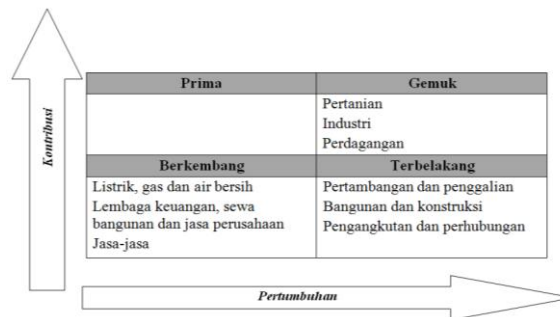 Kontribusi
Prima
Gemuk
Pertanian
Industri
Perdagangan
Berkembang
Terbelakang
Listrik, gas dan air bersih
Lembaga keuangan, sewa
bangunan dan jasa perusahaan
Jasa-jasa
Pertambangan dan penggalian
Bangunan dan konstruksi
Pengangkutan dan perhubungan
Pertumbuhan